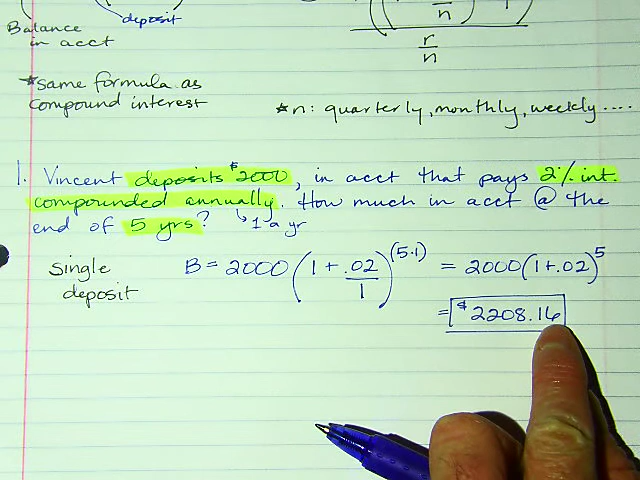 Balance
in acct
deposit
n
r
n
*same formula as
compound interest
*n: quarterly, monthly, weekly....
1. Vincent deposits $2000, in acct that pays 2% int.
compounded annually. How much in acct @ the
end of 5 yrs? ↳ 1 a yr
single
deposit
B = 2000 (1 + .02/1)^(5·1) = 2000(1+.02)^5
= $2208.16